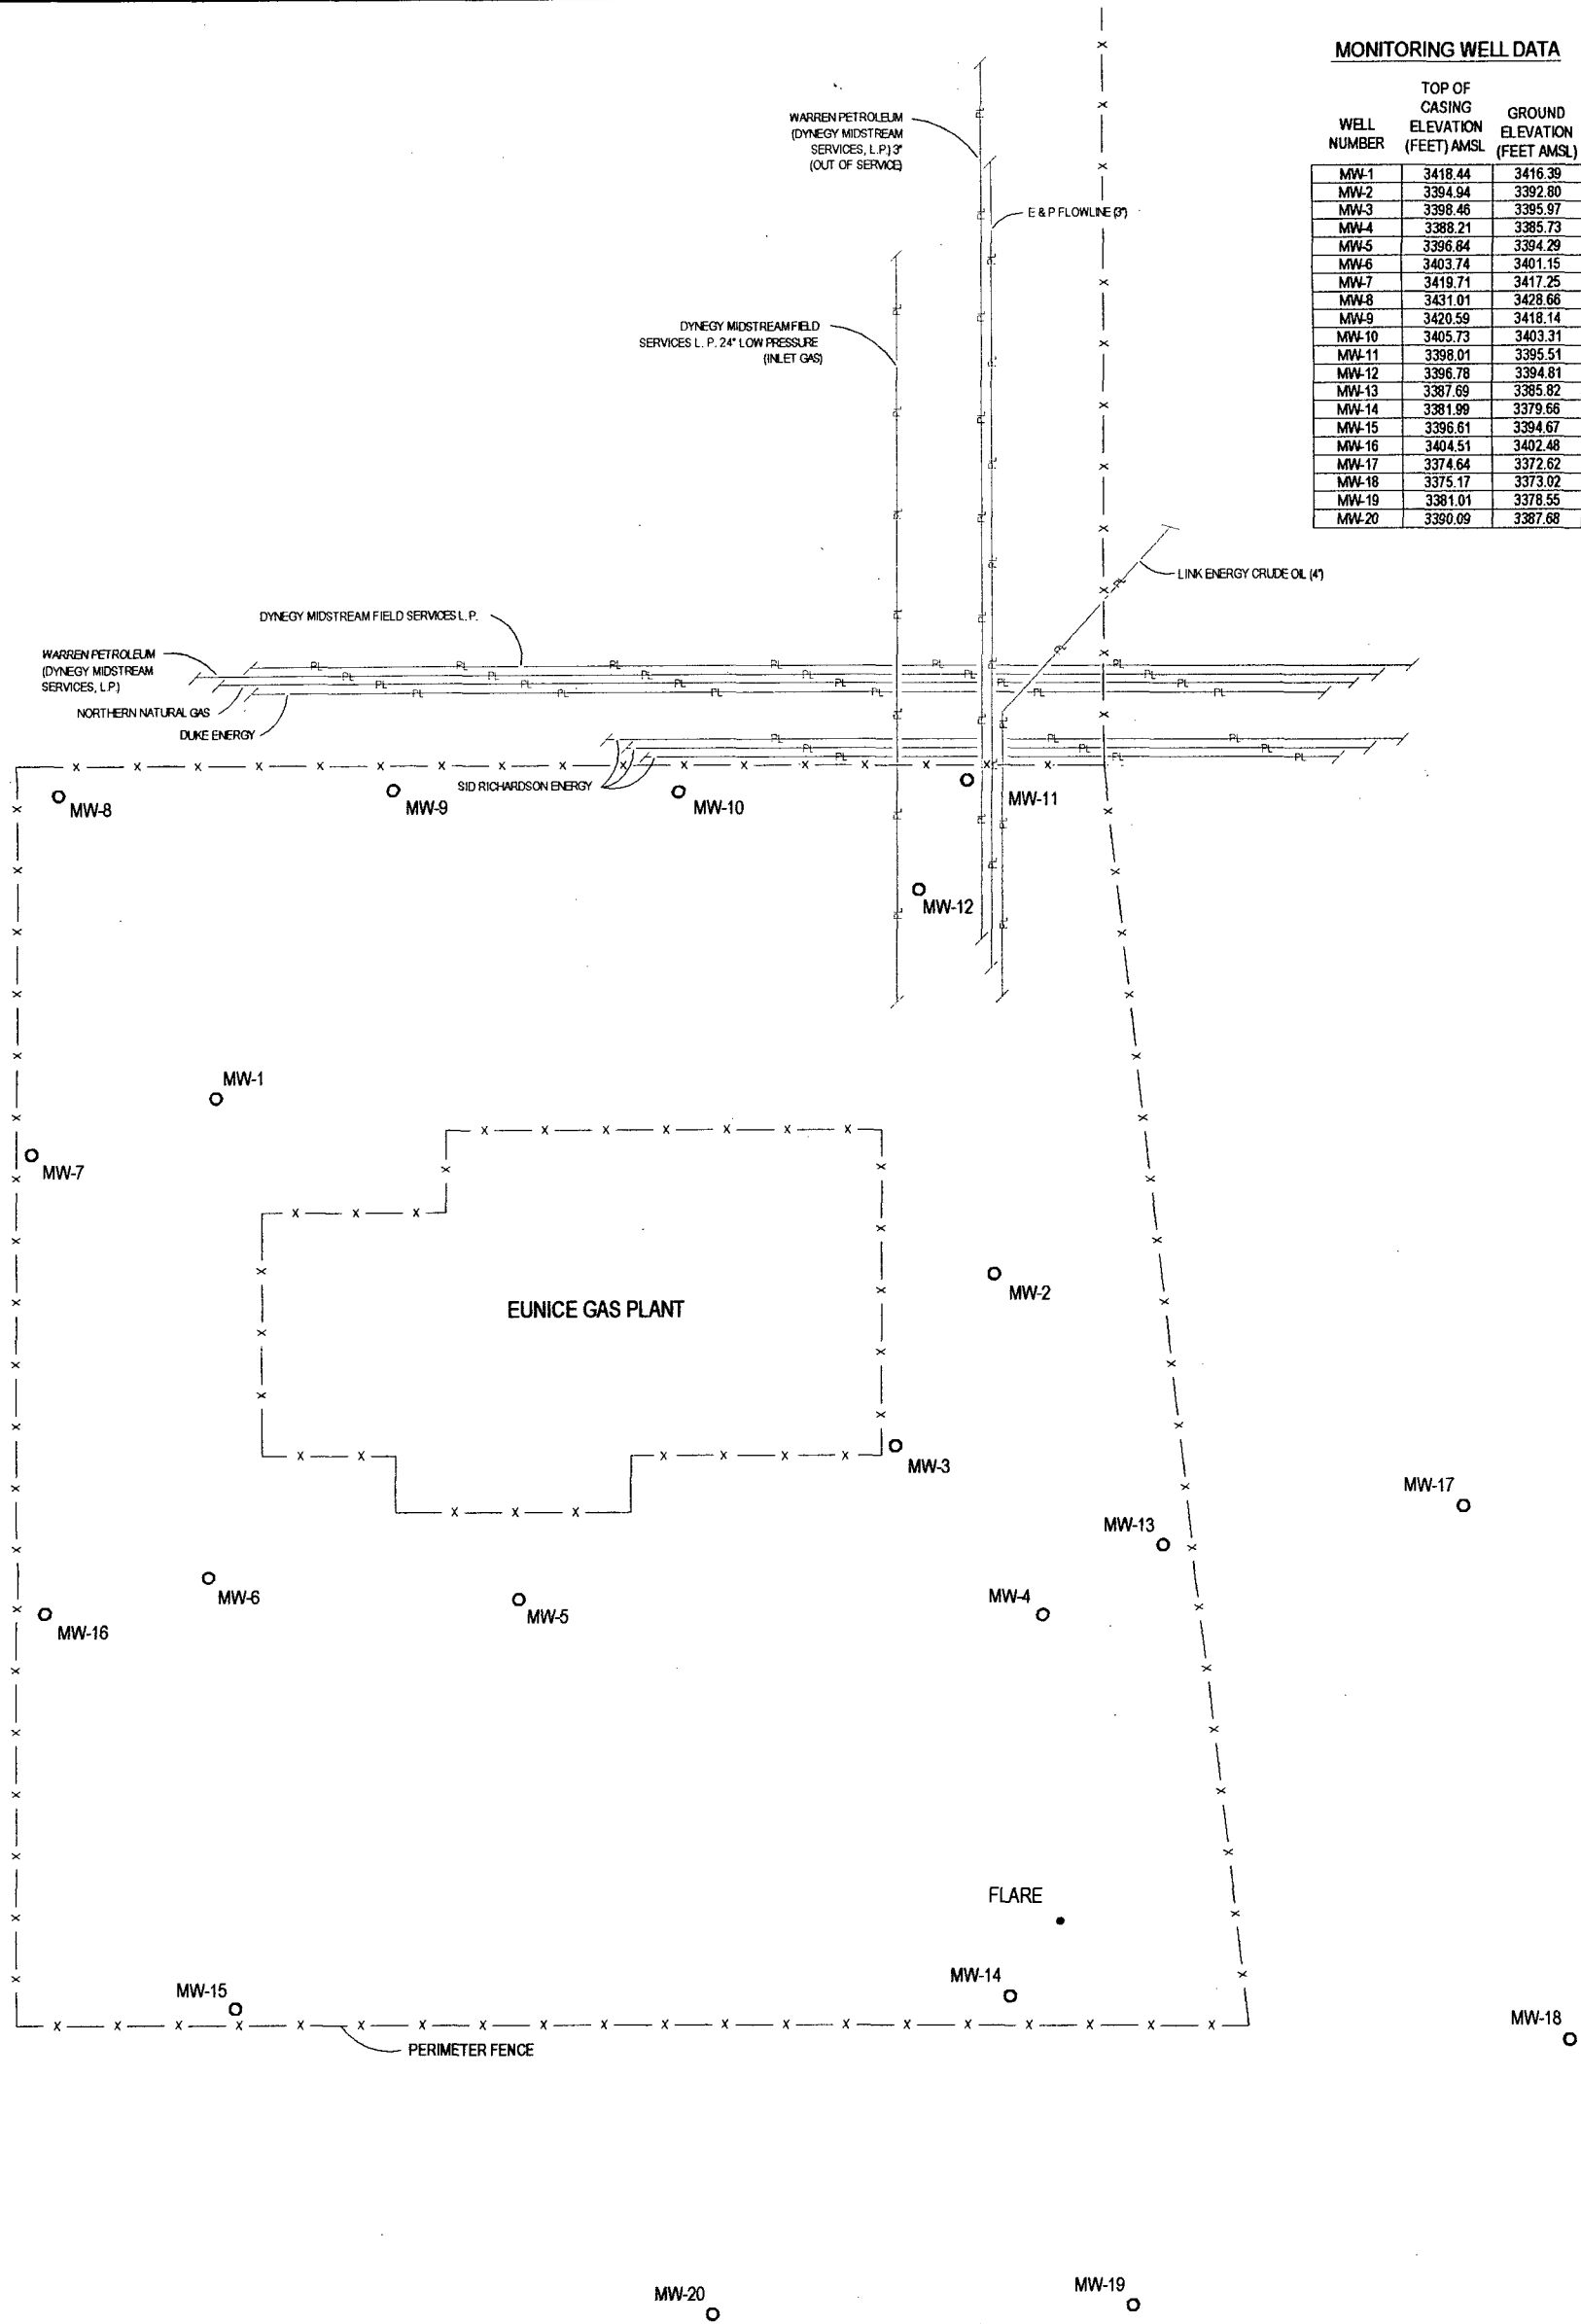 MONITORING WELL DATA
WELL NUMBER TOP OF CASING ELEVATION (FEET) AMSL GROUND ELEVATION (FEET AMSL)
MW-1 3418.44 3416.39
MW-2 3394.94 3392.80
MW-3 3398.46 3395.97
MW-4 3388.21 3385.73
MW-5 3396.84 3394.29
MW-6 3403.74 3401.15
MW-7 3419.71 3417.25
MW-8 3431.01 3428.66
MW-9 3420.59 3418.14
MW-10 3405.73 3403.31
MW-11 3398.01 3395.51
MW-12 3396.78 3394.81
MW-13 3387.69 3385.82
MW-14 3381.99 3379.66
MW-15 3396.61 3394.67
MW-16 3404.51 3402.48
MW-17 3374.64 3372.62
MW-18 3375.17 3373.02
MW-19 3381.01 3378.55
MW-20 3390.09 3387.68
WARREN PETROLEUM
(DYNEGY MIDSTREAM
SERVICES, L.P.) 3"
(OUT OF SERVICE)
E & P FLOWLINE (3")
DYNEGY MIDSTREAM FIELD
SERVICES L. P. 24" LOW PRESSURE
(INLET GAS)
LINK ENERGY CRUDE OIL (4")
DYNEGY MIDSTREAM FIELD SERVICES L.P.
WARREN PETROLEUM
(DYNEGY MIDSTREAM
SERVICES, L.P.)
NORTHERN NATURAL GAS
DUKE ENERGY
SID RICHARDSON ENERGY
MW-8
MW-9
MW-10
MW-11
MW-12
MW-1
MW-7
EUNICE GAS PLANT
MW-2
MW-3
MW-17
MW-13
MW-6
MW-5
MW-4
MW-16
FLARE
MW-15
MW-14
PERIMETER FENCE
MW-18
MW-20
MW-19